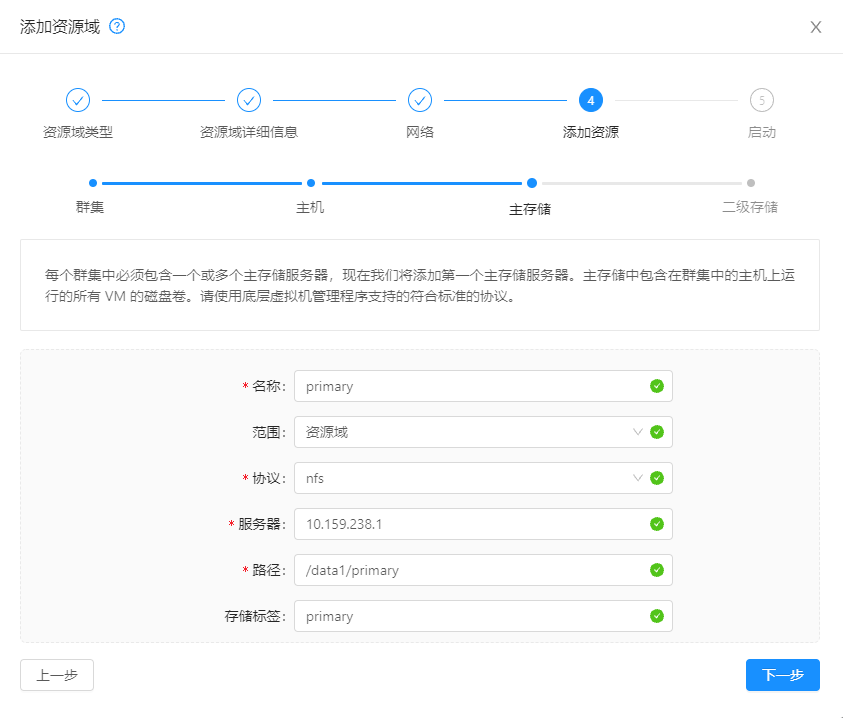 添加资源域 ?
X
4 5
资源域类型 资源域详细信息 网络 添加资源 启动
群集 主机 主存储 二级存储
每个群集中必须包含一个或多个主存储服务器，现在我们将添加第一个主存储服务器。主存储中包含在群集中的主机上运
行的所有 VM 的磁盘卷。请使用底层虚拟机管理程序支持的符合标准的协议。
* 名称: primary
范围: 资源域
* 协议: nfs
* 服务器: 10.159.238.1
* 路径: /data1/primary
存储标签: primary
上一步 下一步